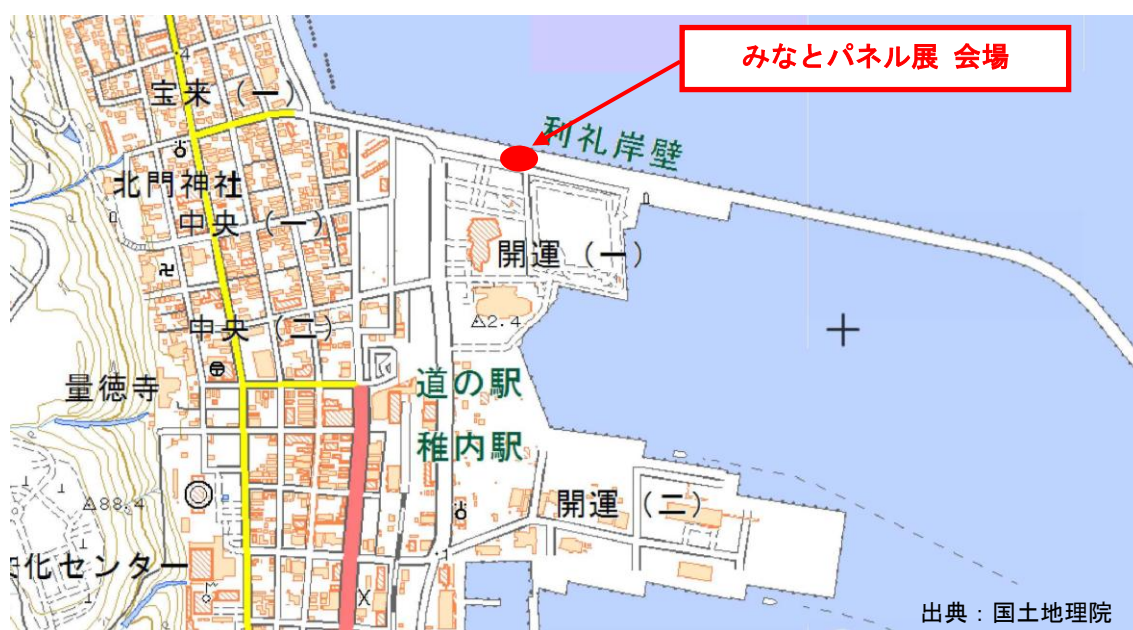 みなとパネル展 会場
・4
宝来(一)
利礼岸壁
北門神社
中央(一)
開運(一)
中央(二)
2.4
量徳寺
道の駅
稚内駅
88.4
開運(二)
化センター
・1
出典:国土地理院